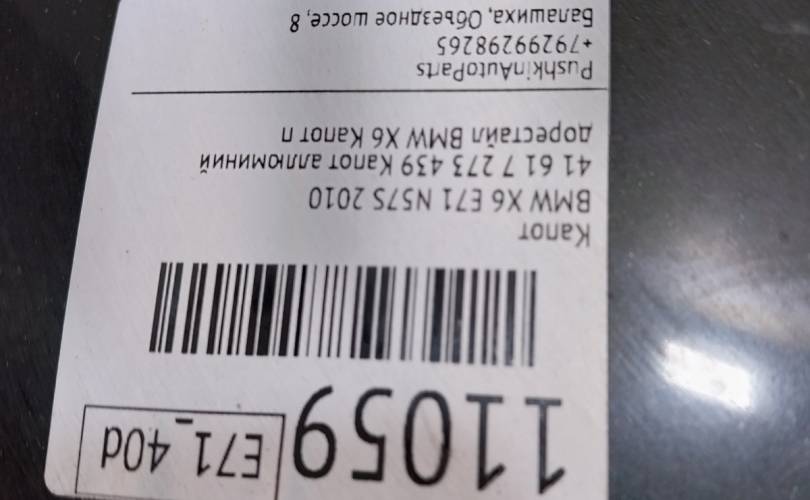 11059 E71_40d
Капот
BMW X6 E71 N57S 2010
41 61 7 273 439 Капот аллюминий
дорестайл BMW X6 Капот п
PushkinAutoParts
+79299298265
Балашиха, Объездное шоссе, 8